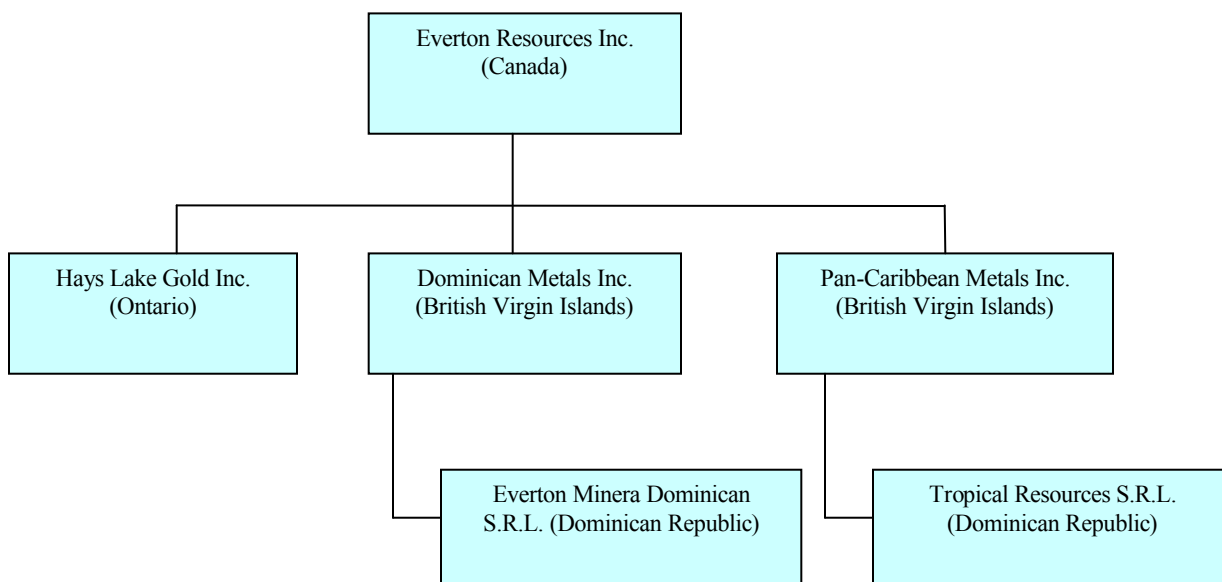 Everton Resources Inc.
(Canada)
Hays Lake Gold Inc.
(Ontario)
Dominican Metals Inc.
(British Virgin Islands)
Pan-Caribbean Metals Inc.
(British Virgin Islands)
Everton Minera Dominican
S.R.L. (Dominican Republic)
Tropical Resources S.R.L.
(Dominican Republic)